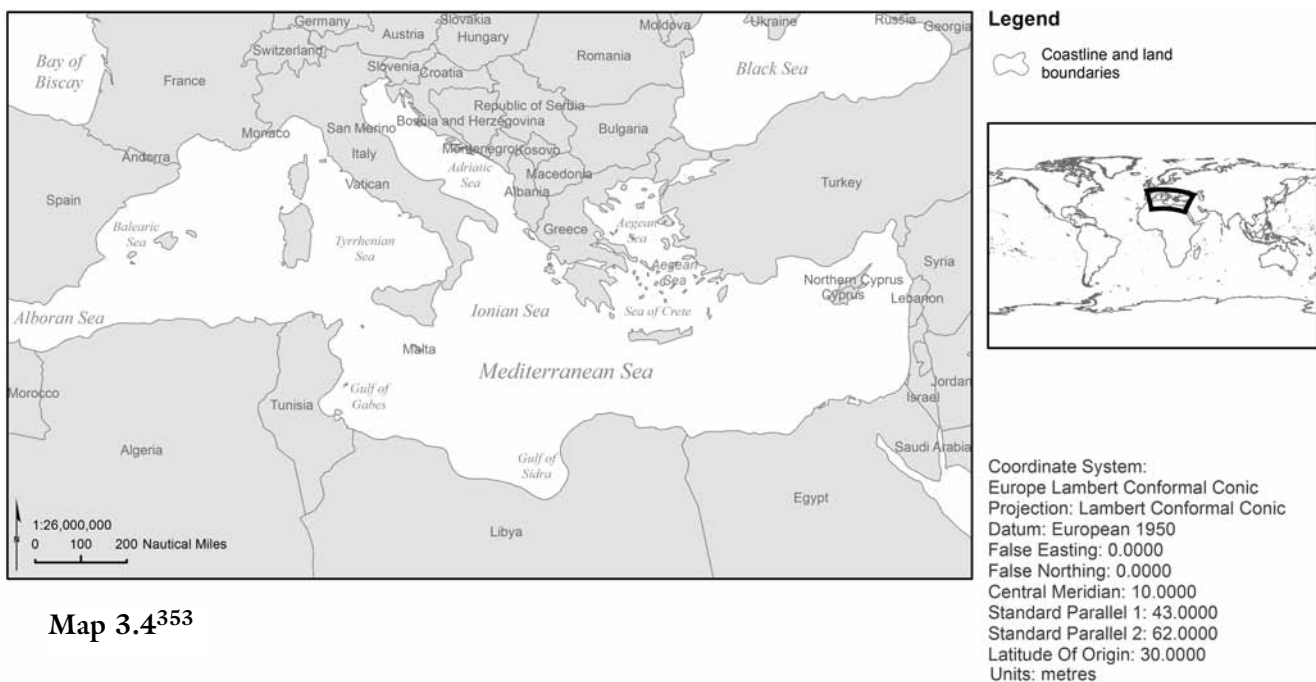 Germany
Slovakia
Moldova
Ukraine
Russia
Georgia
Austria
Hungary
Switzerland
Bay of
Biscay
France
Slovenia
Croatia
Romania
Black Sea
Republic of Serbia
Bosnia and Herzegovina
Monaco
San Merino
Bulgaria
Andorra
Italy
Montenegro
Kosovo
Adriatic
Sea
Macedonia
Vatican
Albania
Turkey
Spain
Balearic
Sea
Tyrrhenian
Sea
Greece
Aegean
Sea
Aegean
Sea
Syria
Northern Cyprus
Cyprus
Lebanon
Alboran Sea
Ionian Sea
Sea of Crete
Malta
Mediterranean Sea
Morocco
Tunisia
Gulf of
Gabes
Jordan
Israel
Algeria
Gulf of
Sidra
Saudi Arabia
Egypt
Libya
N
1:26,000,000
0 100 200 Nautical Miles
Legend
Coastline and land
boundaries
Coordinate System:
Europe Lambert Conformal Conic
Projection: Lambert Conformal Conic
Datum: European 1950
False Easting: 0.0000
False Northing: 0.0000
Central Meridian: 10.0000
Standard Parallel 1: 43.0000
Standard Parallel 2: 62.0000
Latitude Of Origin: 30.0000
Units: metres
Map 3.4353